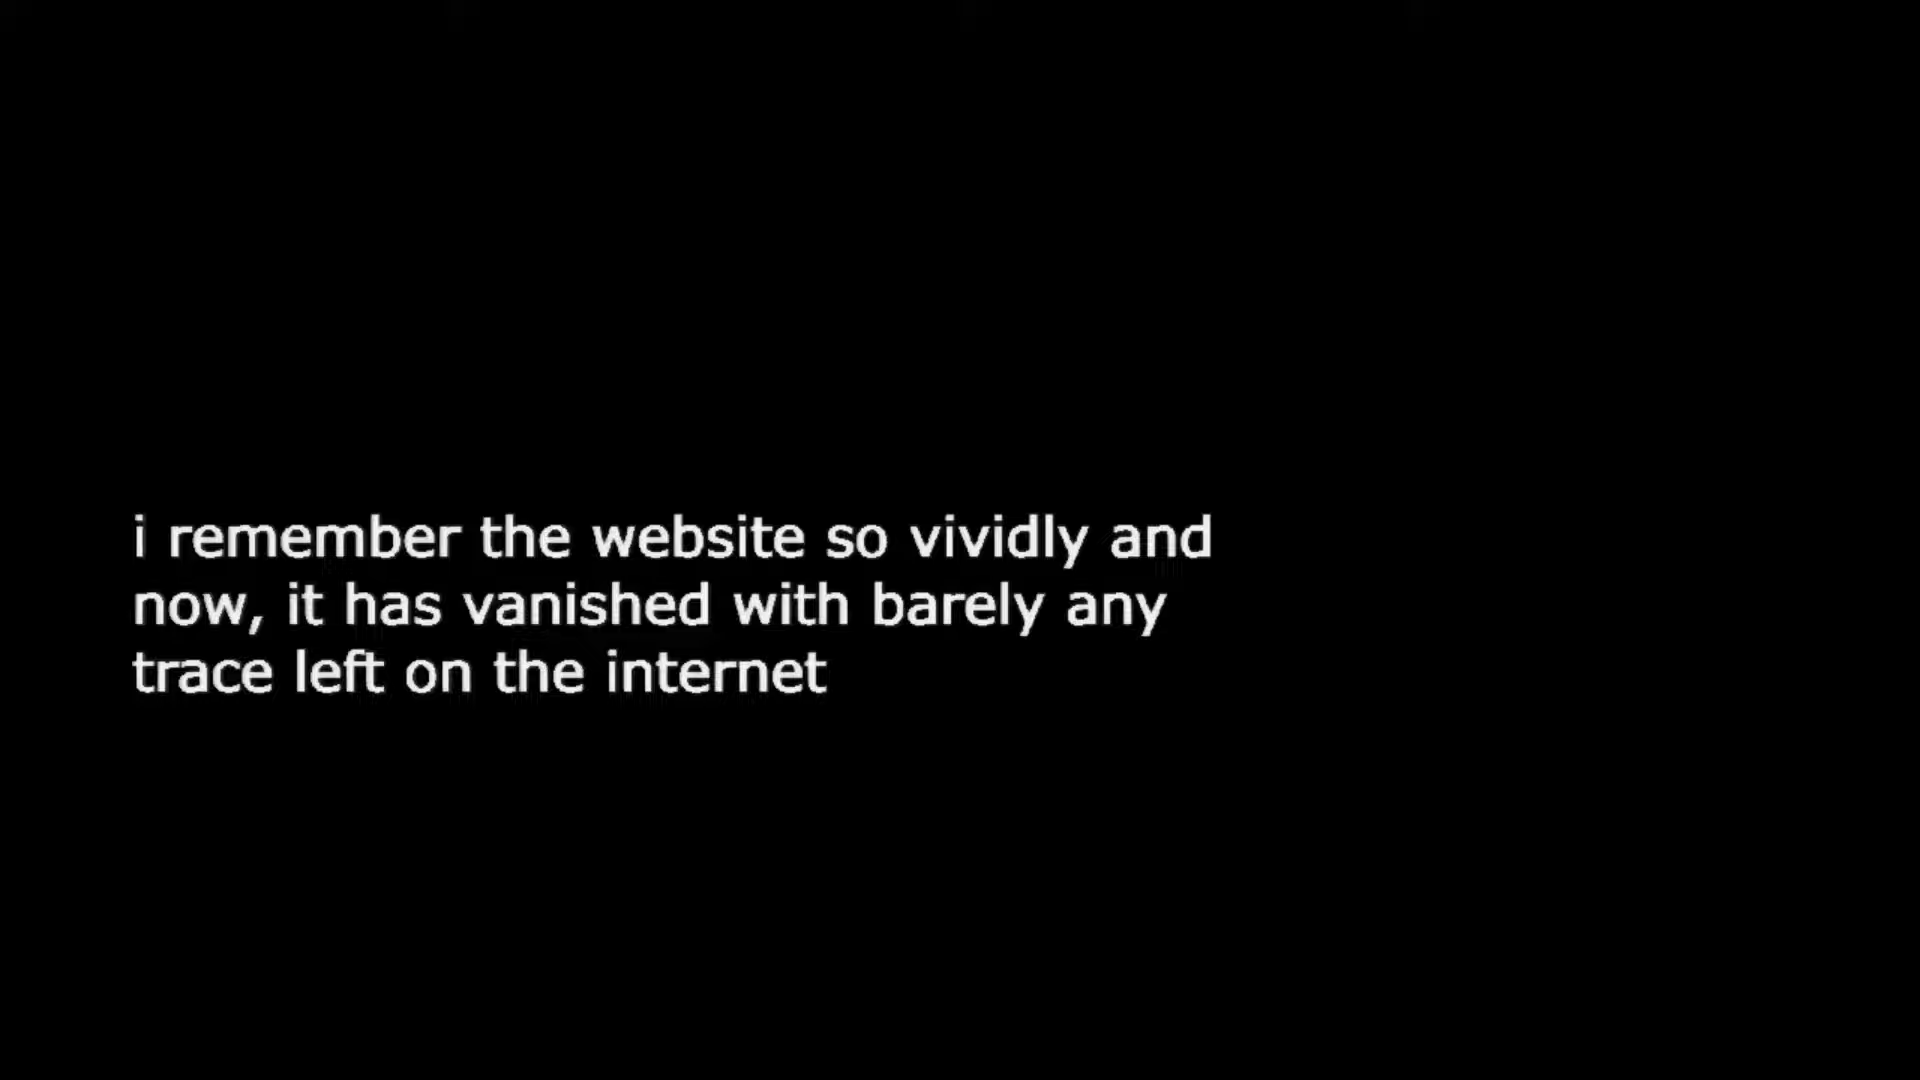 i remember the website so vividly and
now, it has vanished with barely any
trace left on the internet